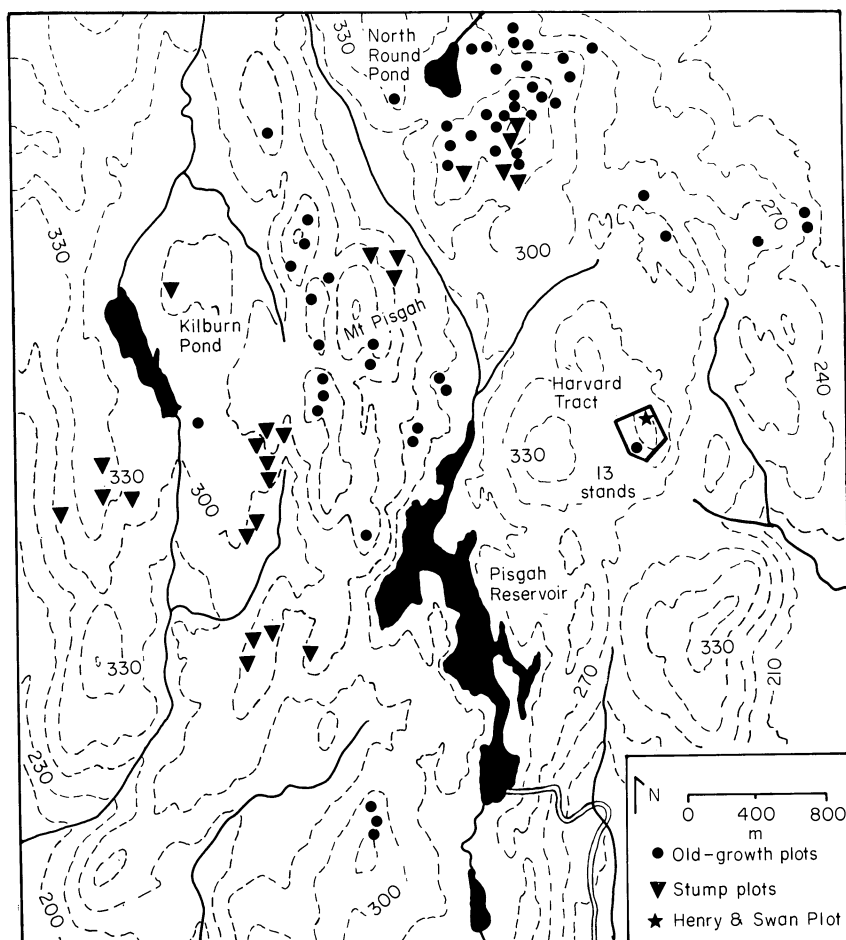 330
North
Round
Pond
330
270
300
Kilburn
Pond
Mt Pisgah
240
Harvard
Tract
330
13
stands
330
300
Pisgah
Reservoir
330
330
270
210
230
200
300
N
0 400 800
m
Old-growth plots
Stump plots
Henry & Swan Plot